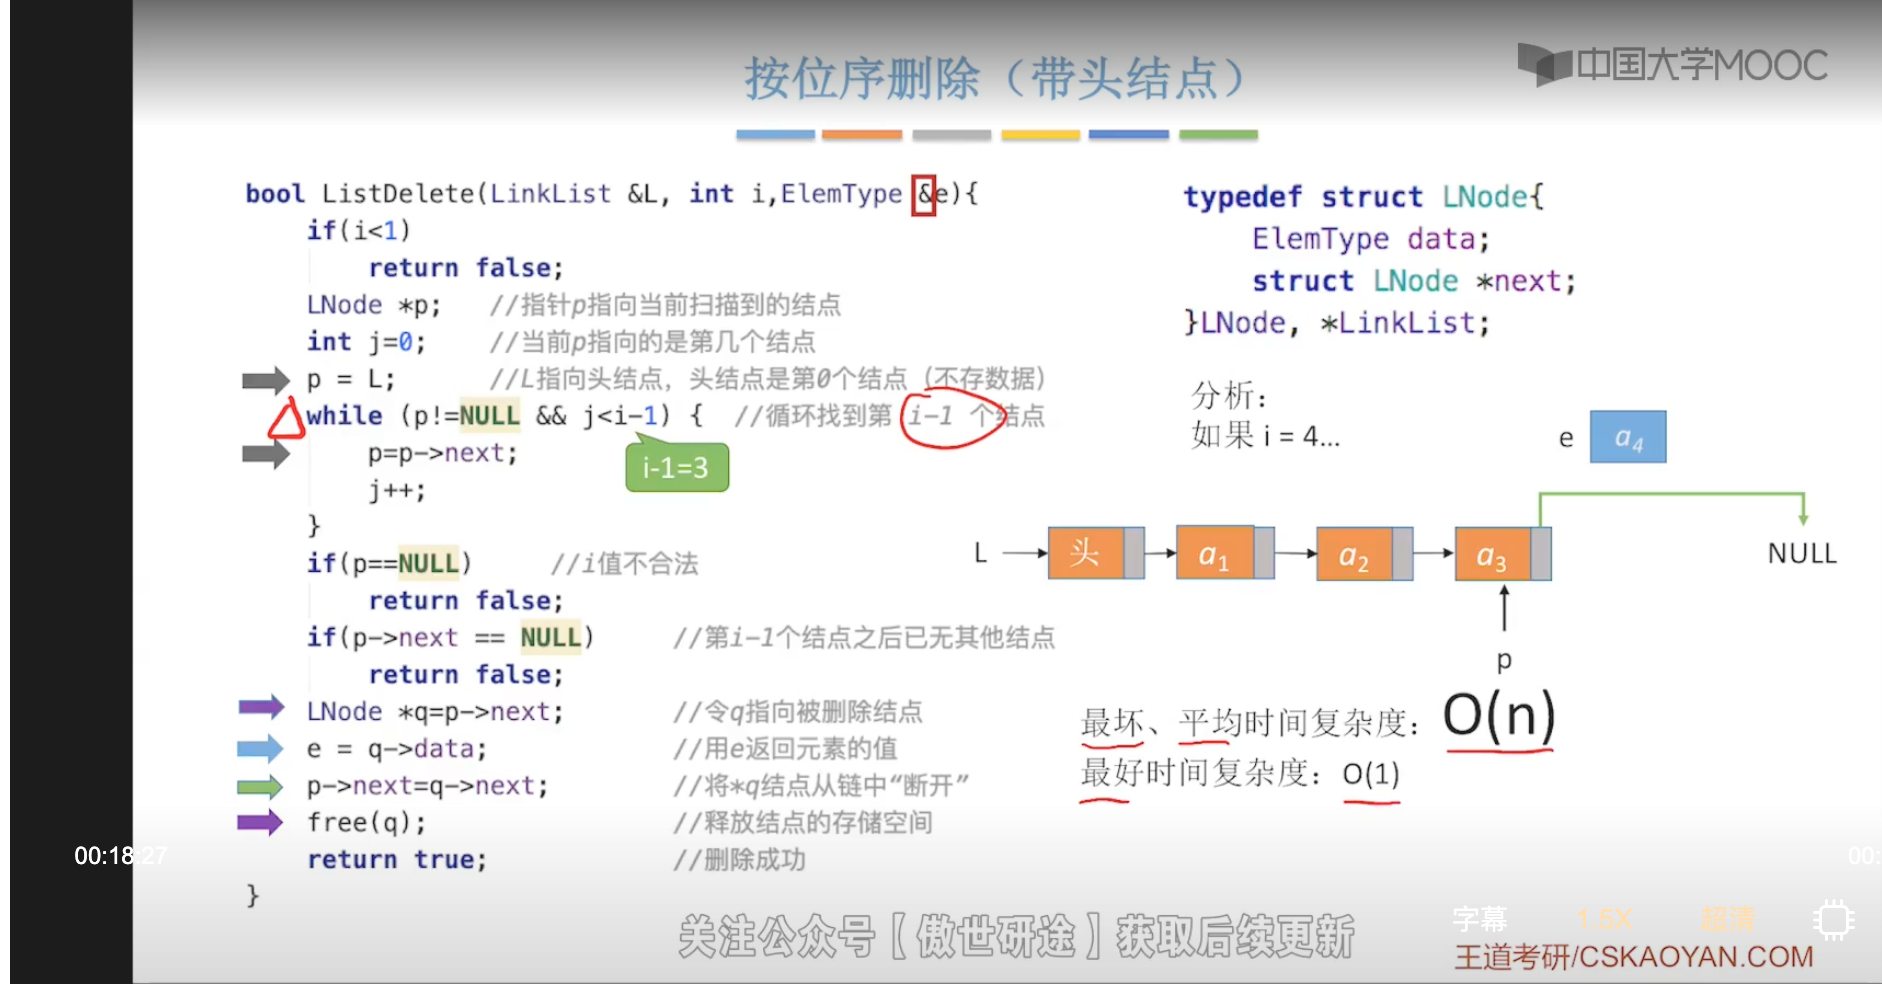 中国大学MOOC
按位序删除（带头结点）
bool ListDelete(LinkList &L, int i,ElemType &e){
if(i<1)
return false;
LNode *p; //指针p指向当前扫描到的结点
int j=0; //当前p指向的是第几个结点
p = L; //L指向头结点，头结点是第0个结点（不存数据）
while (p!=NULL && j<i-1) { //循环找到第 i-1 个结点
p=p->next;
i-1=3
j++;
}
if(p==NULL) //i值不合法
return false;
if(p->next == NULL) //第i-1个结点之后已无其他结点
return false;
LNode *q=p->next; //令q指向被删除结点
e = q->data; //用e返回元素的值
p->next=q->next; //将*q结点从链中“断开”
free(q); //释放结点的存储空间
return true; //删除成功
}
typedef struct LNode{
ElemType data;
struct LNode *next;
}LNode, *LinkList;
分析：
如果 i = 4...
e a4
L 头 a1 a2 a3 NULL
p
最坏、平均时间复杂度：O(n)
最好时间复杂度：O(1)
00:18:27
00:
字幕 1.5X 超清
关注公众号【傲世研途】获取后续更新
王道考研/CSKAOYAN.COM